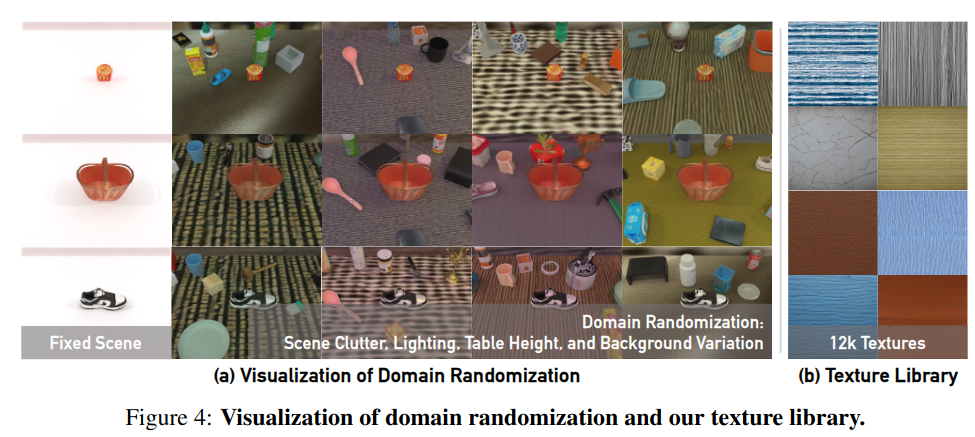 Fixed Scene
Domain Randomization:
Scene Clutter, Lighting, Table Height, and Background Variation
12k Textures
(a) Visualization of Domain Randomization
(b) Texture Library
Figure 4: Visualization of domain randomization and our texture library.